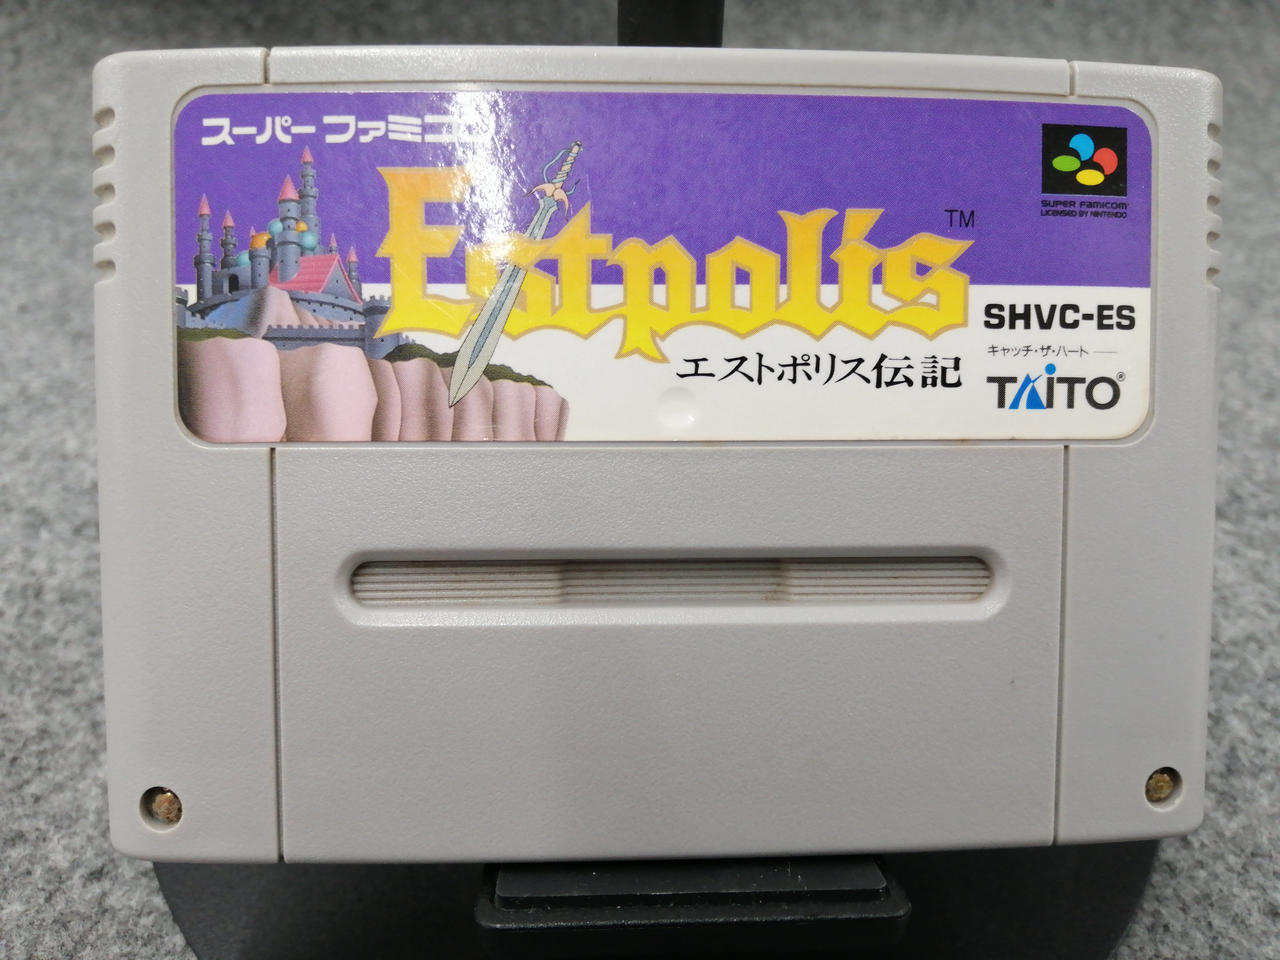 スーパーファミコン
Estpolis TM
エストポリス伝記
SUPER FAMICOM
LICENSED BY NINTENDO
SHVC-ES
キャッチ・ザ・ハート
TAITO®